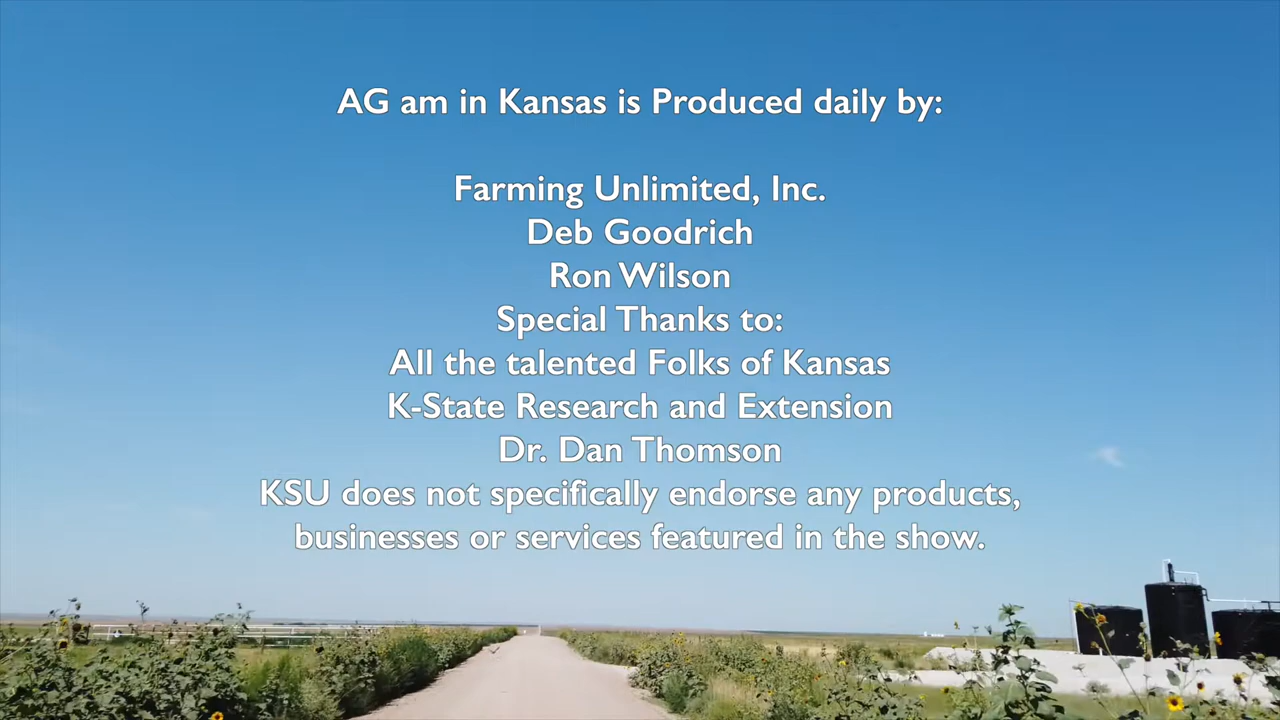 AG am in Kansas is Produced daily by:
Farming Unlimited, Inc.
Deb Goodrich
Ron Wilson
Special Thanks to:
All the talented Folks of Kansas
K-State Research and Extension
Dr. Dan Thomson
KSU does not specifically endorse any products,
businesses or services featured in the show.